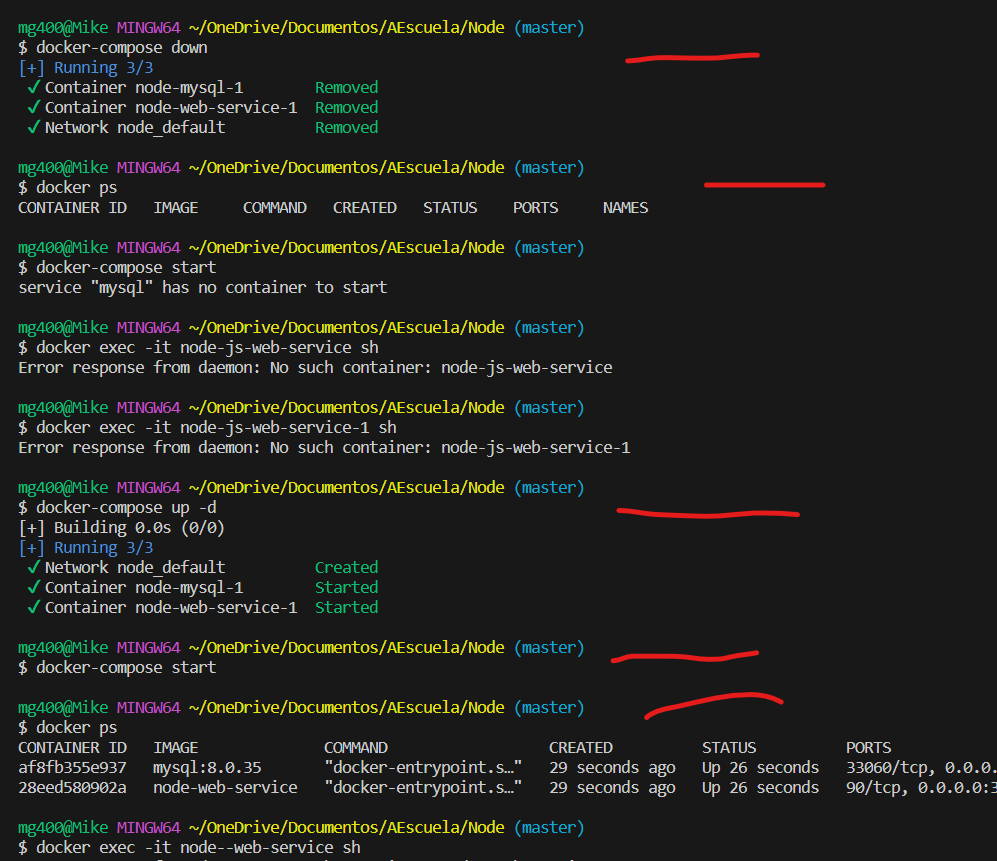 mg400@Mike MINGW64 ~/OneDrive/Documentos/AEscuela/Node (master)
$ docker-compose down
[+] Running 3/3
✓ Container node-mysql-1 Removed
✓ Container node-web-service-1 Removed
✓ Network node_default Removed
mg400@Mike MINGW64 ~/OneDrive/Documentos/AEscuela/Node (master)
$ docker ps
CONTAINER ID IMAGE COMMAND CREATED STATUS PORTS NAMES
mg400@Mike MINGW64 ~/OneDrive/Documentos/AEscuela/Node (master)
$ docker-compose start
service "mysql" has no container to start
mg400@Mike MINGW64 ~/OneDrive/Documentos/AEscuela/Node (master)
$ docker exec -it node-js-web-service sh
Error response from daemon: No such container: node-js-web-service
mg400@Mike MINGW64 ~/OneDrive/Documentos/AEscuela/Node (master)
$ docker exec -it node-js-web-service-1 sh
Error response from daemon: No such container: node-js-web-service-1
mg400@Mike MINGW64 ~/OneDrive/Documentos/AEscuela/Node (master)
$ docker-compose up -d
[+] Building 0.0s (0/0)
[+] Running 3/3
✓ Network node_default Created
✓ Container node-mysql-1 Started
✓ Container node-web-service-1 Started
mg400@Mike MINGW64 ~/OneDrive/Documentos/AEscuela/Node (master)
$ docker-compose start
mg400@Mike MINGW64 ~/OneDrive/Documentos/AEscuela/Node (master)
$ docker ps
CONTAINER ID IMAGE COMMAND CREATED STATUS PORTS
af8fb355e937 mysql:8.0.35 "docker-entrypoint.s…" 29 seconds ago Up 26 seconds 33060/tcp, 0.0.0.
28eed580902a node-web-service "docker-entrypoint.s…" 29 seconds ago Up 26 seconds 90/tcp, 0.0.0.0:3
mg400@Mike MINGW64 ~/OneDrive/Documentos/AEscuela/Node (master)
$ docker exec -it node--web-service sh